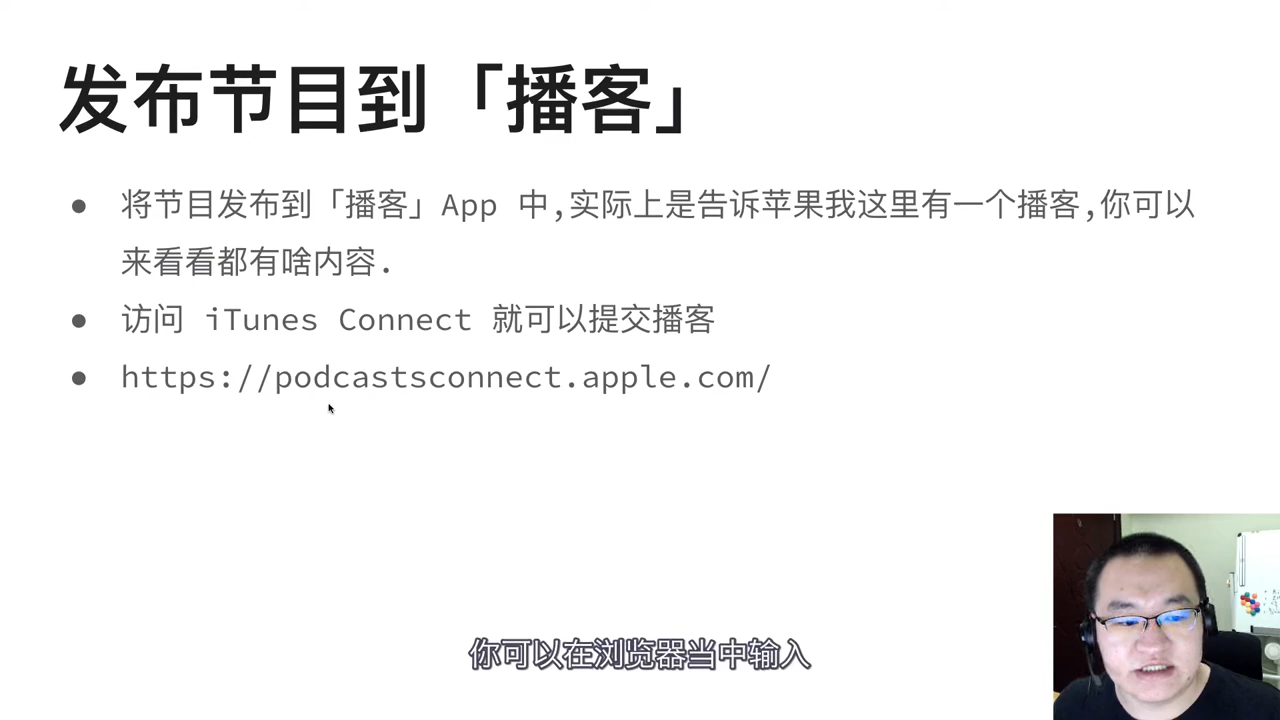 发布节目到「播客」
● 将节目发布到「播客」App 中,实际上是告诉苹果我这里有一个播客,你可以
来看看都有啥内容.
● 访问 iTunes Connect 就可以提交播客
● https://podcastsconnect.apple.com/
你可以在浏览器当中输入